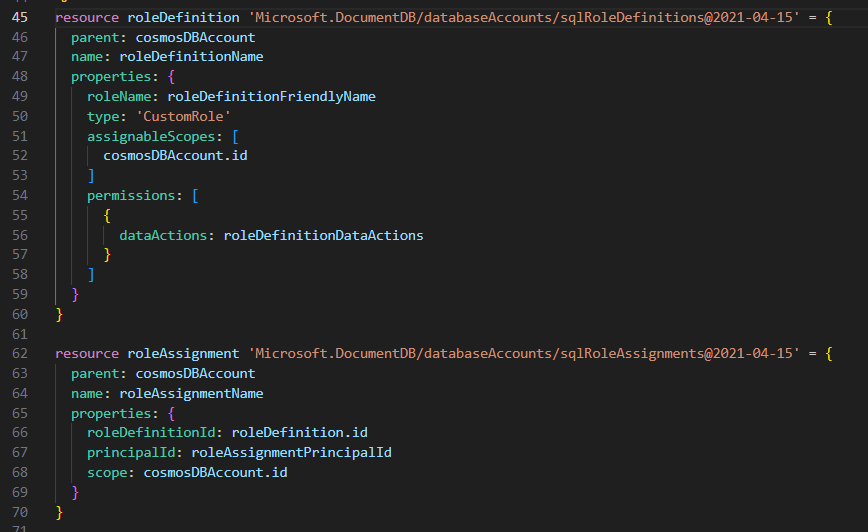 45 resource roleDefinition 'Microsoft.DocumentDB/databaseAccounts/sqlRoleDefinitions@2021-04-15' = {
46   parent: cosmosDBAccount
47   name: roleDefinitionName
48   properties: {
49     roleName: roleDefinitionFriendlyName
50     type: 'CustomRole'
51     assignableScopes: [
52       cosmosDBAccount.id
53     ]
54     permissions: [
55       {
56         dataActions: roleDefinitionDataActions
57       }
58     ]
59   }
60 }
61
62 resource roleAssignment 'Microsoft.DocumentDB/databaseAccounts/sqlRoleAssignments@2021-04-15' = {
63   parent: cosmosDBAccount
64   name: roleAssignmentName
65   properties: {
66     roleDefinitionId: roleDefinition.id
67     principalId: roleAssignmentPrincipalId
68     scope: cosmosDBAccount.id
69   }
70 }
71